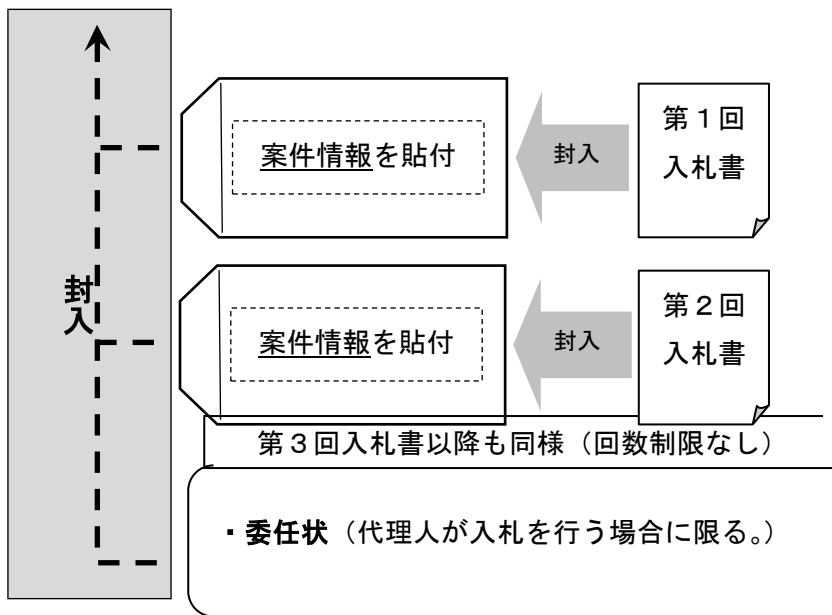 第１回
入札書
案件情報を貼付
封入
封入
第２回
入札書
案件情報を貼付
封入
第３回入札書以降も同様（回数制限なし）
・委任状（代理人が入札を行う場合に限る。）